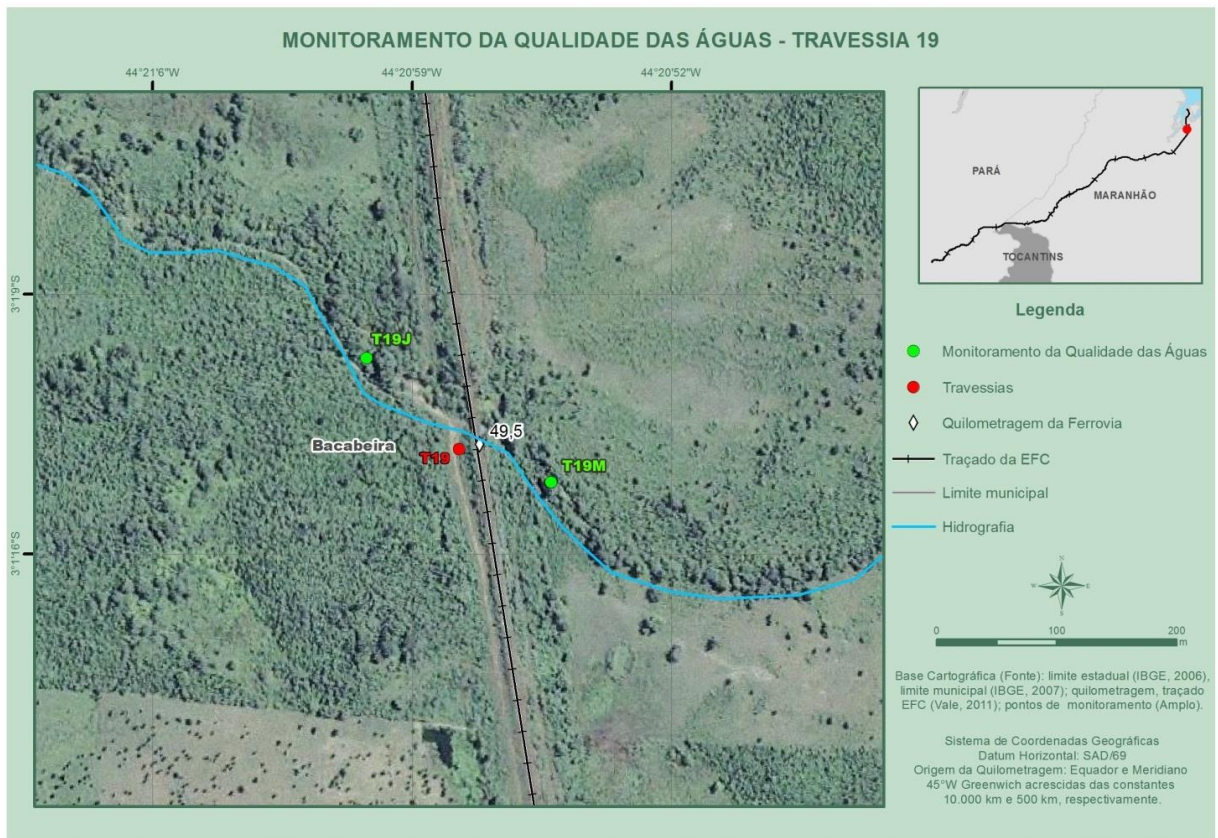 MONITORAMENTO DA QUALIDADE DAS ÁGUAS - TRAVESSIA 19
44°21'6"W
44°20'59"W
44°20'52"W
3°1'9"S
3°1'16"S
T19J
Bacabeira
T19
49,5
T19M
PARÁ
MARANHÃO
TOCANTINS
Legenda
Monitoramento da Qualidade das Águas
Travessias
Quilometragem da Ferrovia
Traçado da EFC
Limite municipal
Hidrografia
N
W
E
S
0 100 200
m
Base Cartográfica (Fonte): limite estadual (IBGE, 2006),
limite municipal (IBGE, 2007); quilometragem, traçado
EFC (Vale, 2011); pontos de monitoramento (Amplo).
Sistema de Coordenadas Geográficas
Datum Horizontal: SAD/69
Origem da Quilometragem: Equador e Meridiano
45°W Greenwich acrescidas das constantes
10.000 km e 500 km, respectivamente.